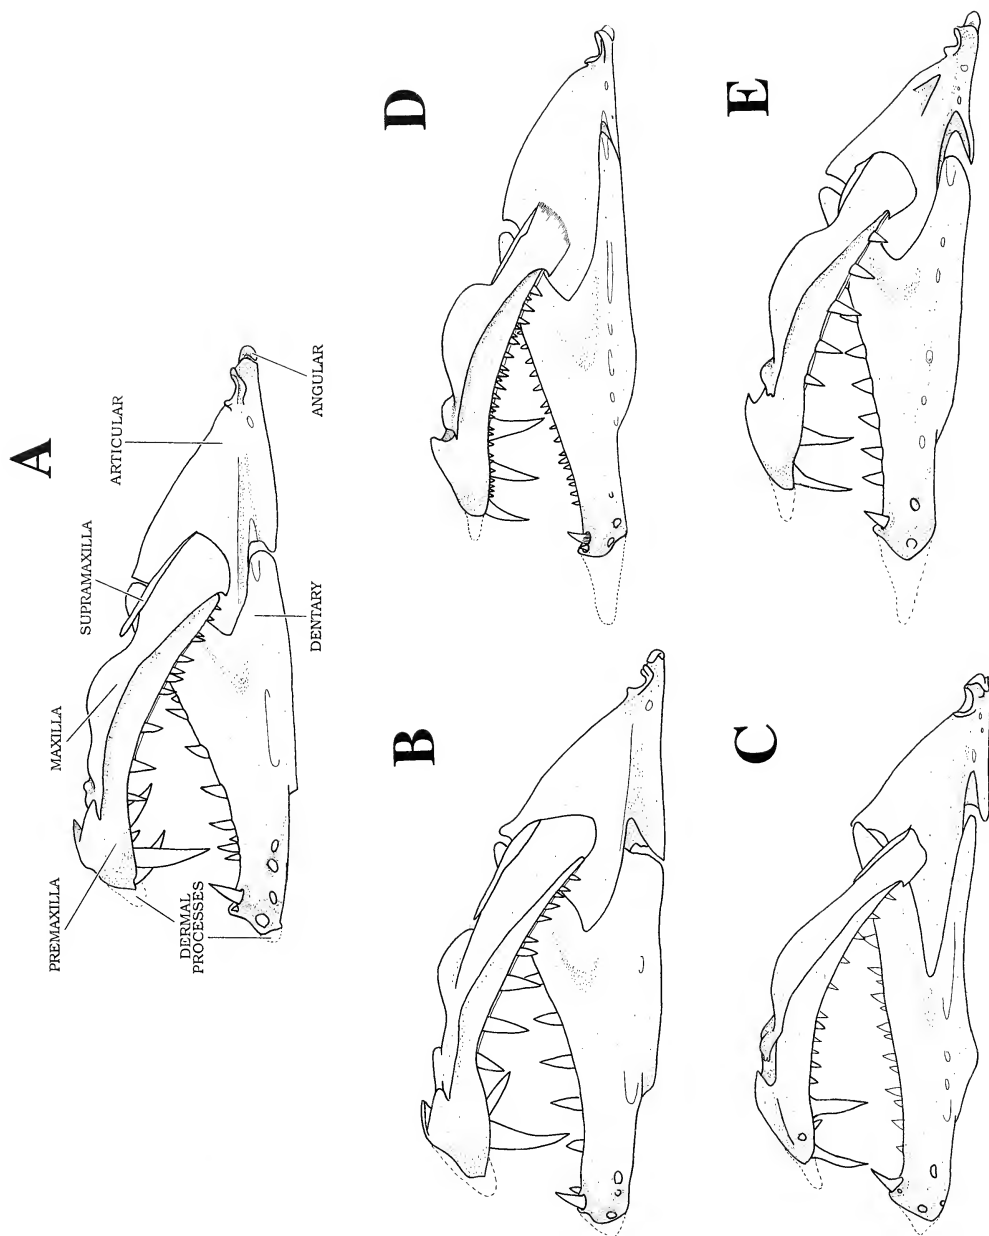 A
PREMAXILLA
MAXILLA
SUPRAMAXILLA
ARTICULAR
DERMAL
PROCESSES
DENTARY
ANGULAR
B
D
C
E